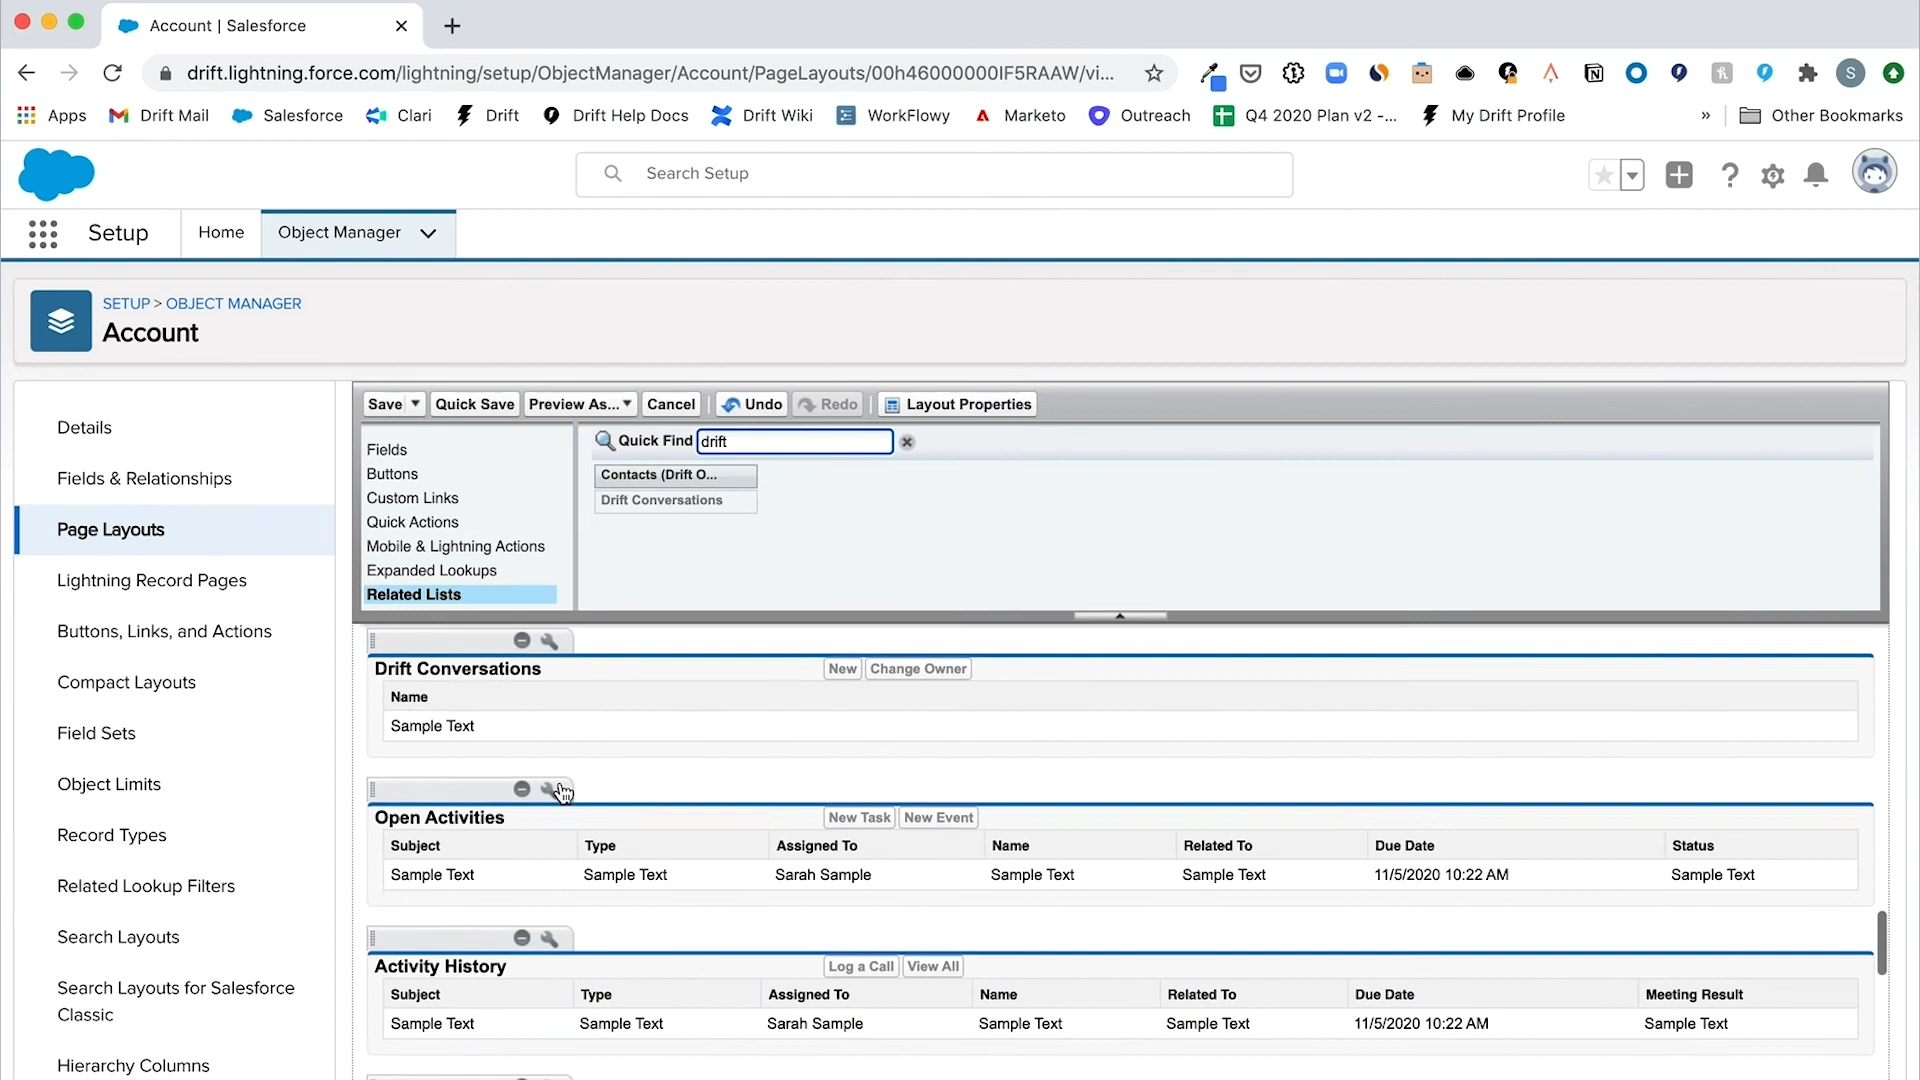 Account | Salesforce
drift.lightning.force.com/lightning/setup/ObjectManager/Account/PageLayouts/00h46000000IF5RAAW/vi...
S
Apps Drift Mail Salesforce Clari Drift Drift Help Docs Drift Wiki WorkFlowy Marketo Outreach Q4 2020 Plan v2 -... My Drift Profile » Other Bookmarks
Search Setup
Setup Home Object Manager
SETUP > OBJECT MANAGER
Account
Details
Fields & Relationships
Page Layouts
Lightning Record Pages
Buttons, Links, and Actions
Compact Layouts
Field Sets
Object Limits
Record Types
Related Lookup Filters
Search Layouts
Search Layouts for Salesforce
Classic
Hierarchy Columns
Save Quick Save Preview As... Cancel Undo Redo Layout Properties
Fields
Buttons
Custom Links
Quick Actions
Mobile & Lightning Actions
Expanded Lookups
Related Lists
Quick Find drift
Contacts (Drift O...
Drift Conversations
Drift Conversations New Change Owner
Name
Sample Text
Open Activities New Task New Event
Subject Type Assigned To Name Related To Due Date Status
Sample Text Sample Text Sarah Sample Sample Text Sample Text 11/5/2020 10:22 AM Sample Text
Activity History Log a Call View All
Subject Type Assigned To Name Related To Due Date Meeting Result
Sample Text Sample Text Sarah Sample Sample Text Sample Text 11/5/2020 10:22 AM Sample Text